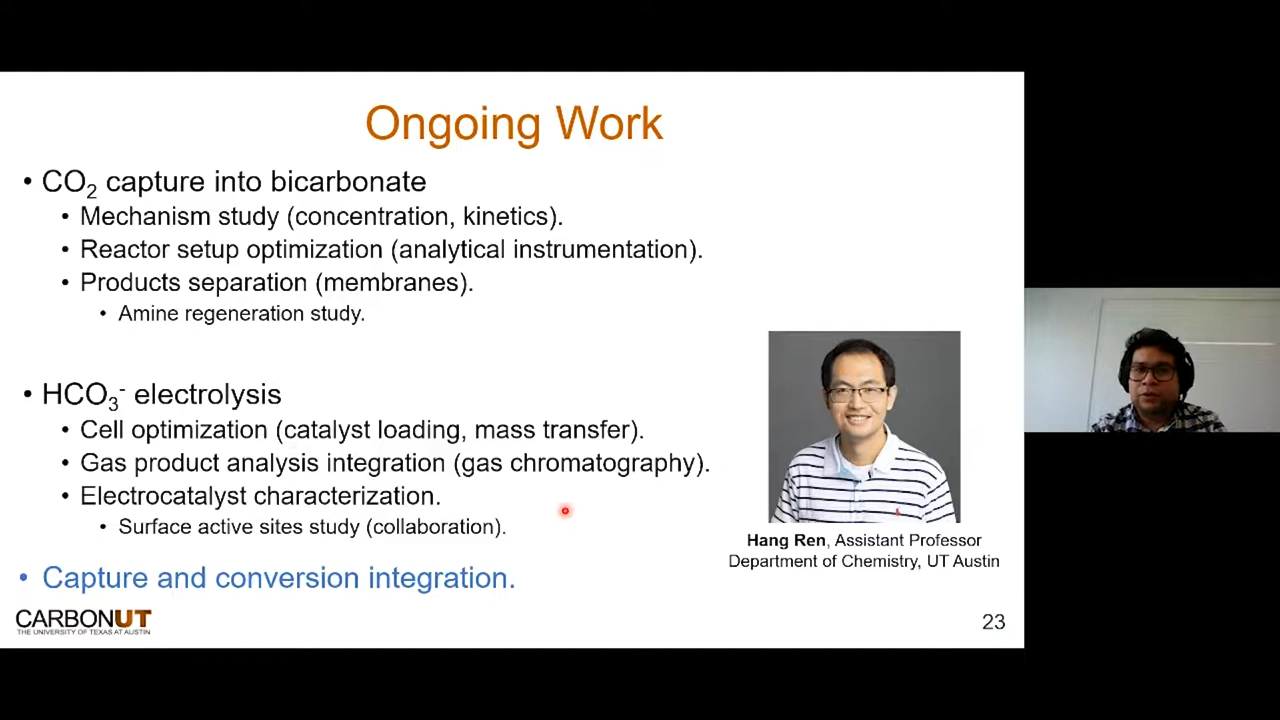 Ongoing Work
• CO₂ capture into bicarbonate
• Mechanism study (concentration, kinetics).
• Reactor setup optimization (analytical instrumentation).
• Products separation (membranes).
• Amine regeneration study.
• HCO₃⁻ electrolysis
• Cell optimization (catalyst loading, mass transfer).
• Gas product analysis integration (gas chromatography).
• Electrocatalyst characterization.
• Surface active sites study (collaboration).
• Capture and conversion integration.
Hang Ren, Assistant Professor
Department of Chemistry, UT Austin
CARBONUT
THE UNIVERSITY OF TEXAS AT AUSTIN
23